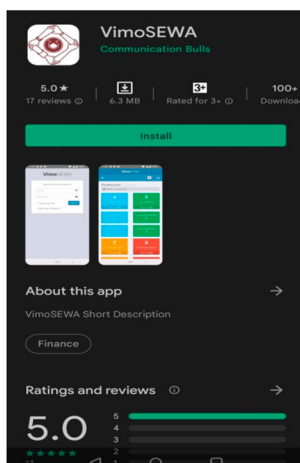 VimoSEWA
Communication Bulls
5.0★
17 reviews
6.3 MB
3+
Rated for 3+
100+
Downloa
Install
About this app
VimoSEWA Short Description
Finance
Ratings and reviews
5.0
5
4
3
2